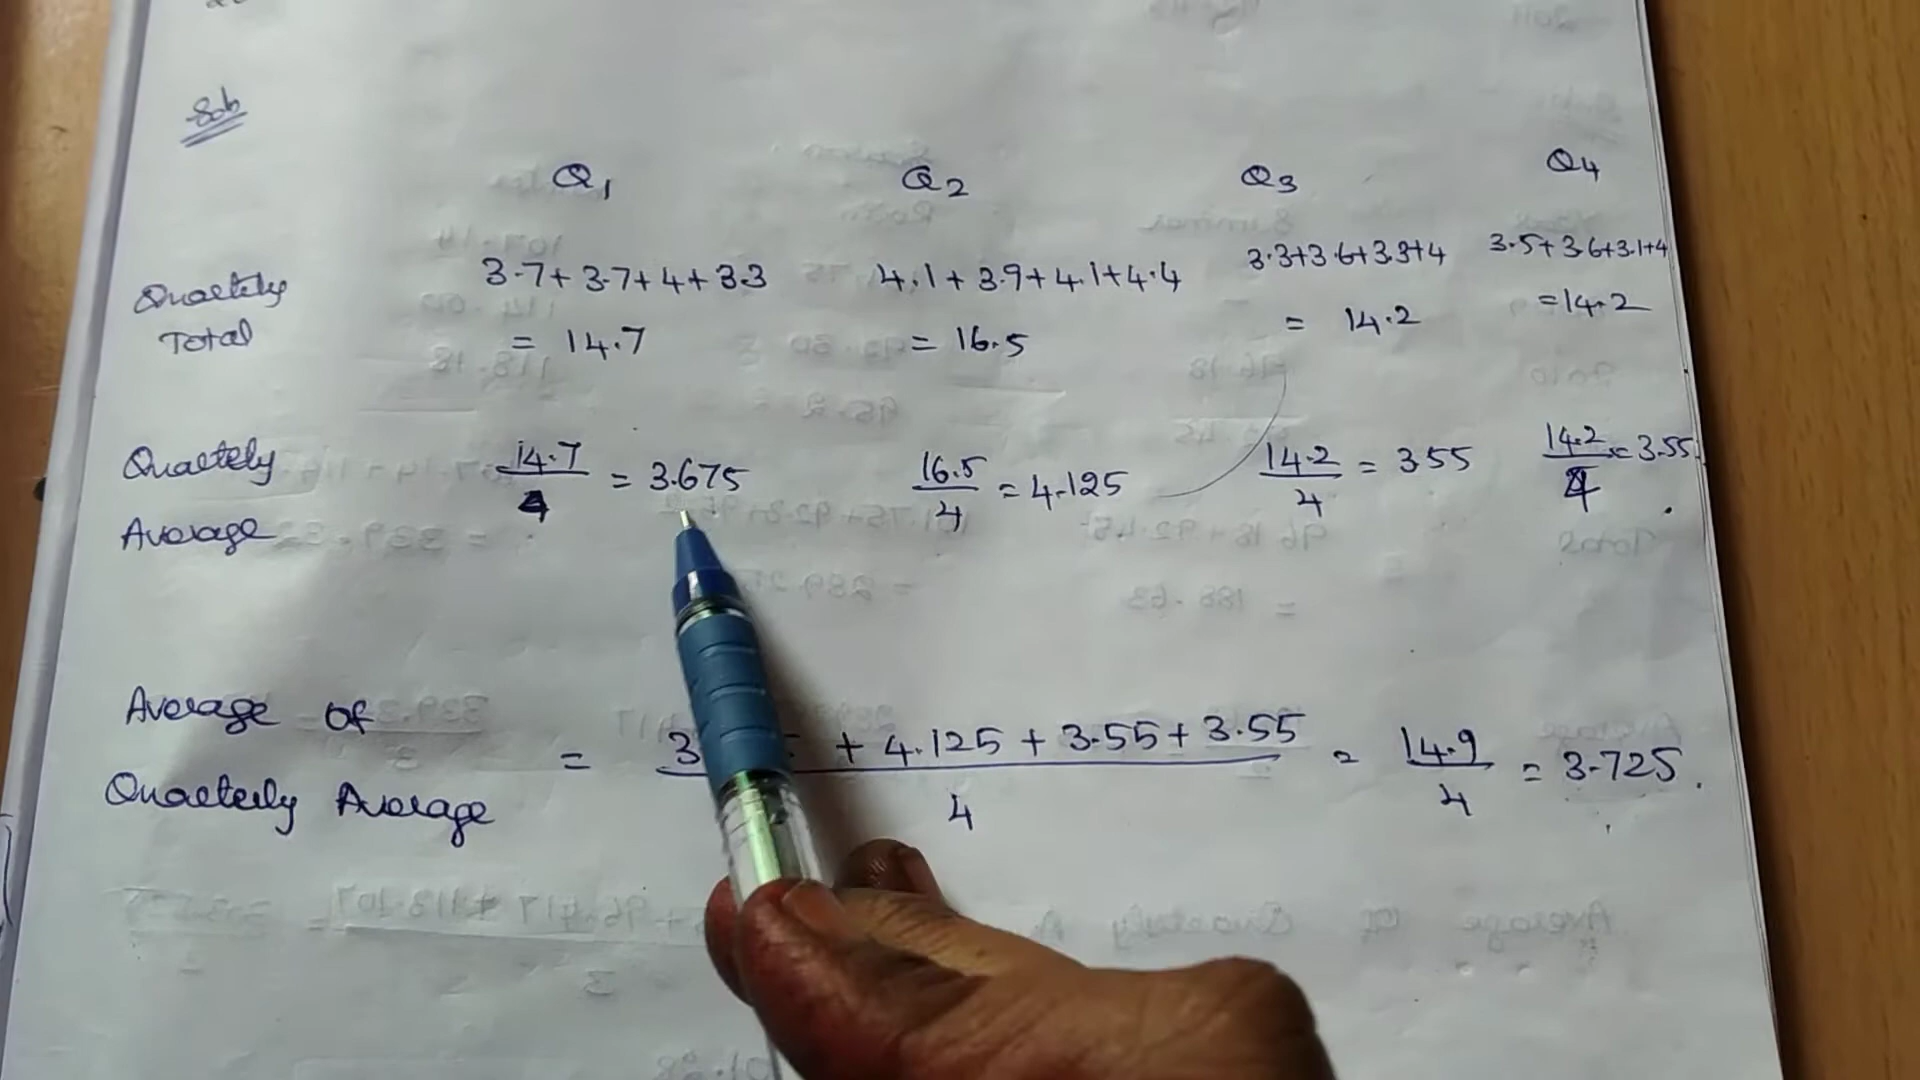 Sol:
Q1 Q2 Q3 Q4
Quarterly Total
3.7+3.7+4+3.3 4.1+3.9+4.1+4.4 3.3+3.6+3.3+4 3.5+3.6+3.1+4
= 14.7 = 16.5 = 14.2 =14.2
Quartely Average
14.7/4 = 3.675 16.5/4 = 4.125 14.2/4 = 355 14.2/4 = 3.55
Average of
Quarterly Average = + 4.125 + 3.55 + 3.55 / 4 = 14.9/4 = 3.725.